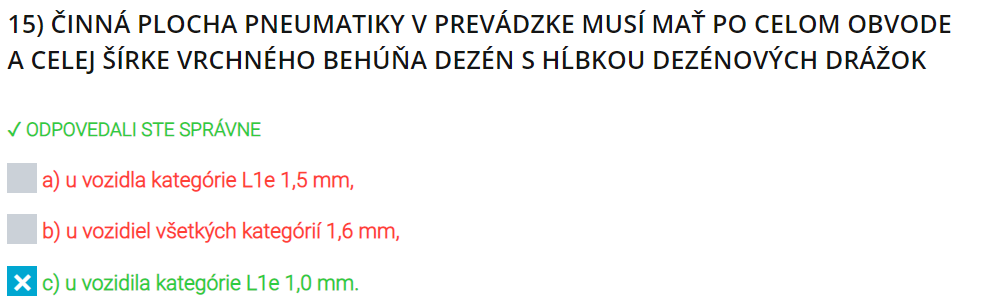 15) ČINNÁ PLOCHA PNEUMATIKY V PREVÁDZKE MUSÍ MAŤ PO CELOM OBVODE
A CELEJ ŠÍRKE VRCHNÉHO BEHÚŇA DEZÉN S HĹBKOU DEZÉNOVÝCH DRÁŽOK
✓ ODPOVEDALI STE SPRÁVNE
a) u vozidla kategórie L1e 1,5 mm,
b) u vozidiel všetkých kategórií 1,6 mm,
c) u vozidila kategórie L1e 1,0 mm.